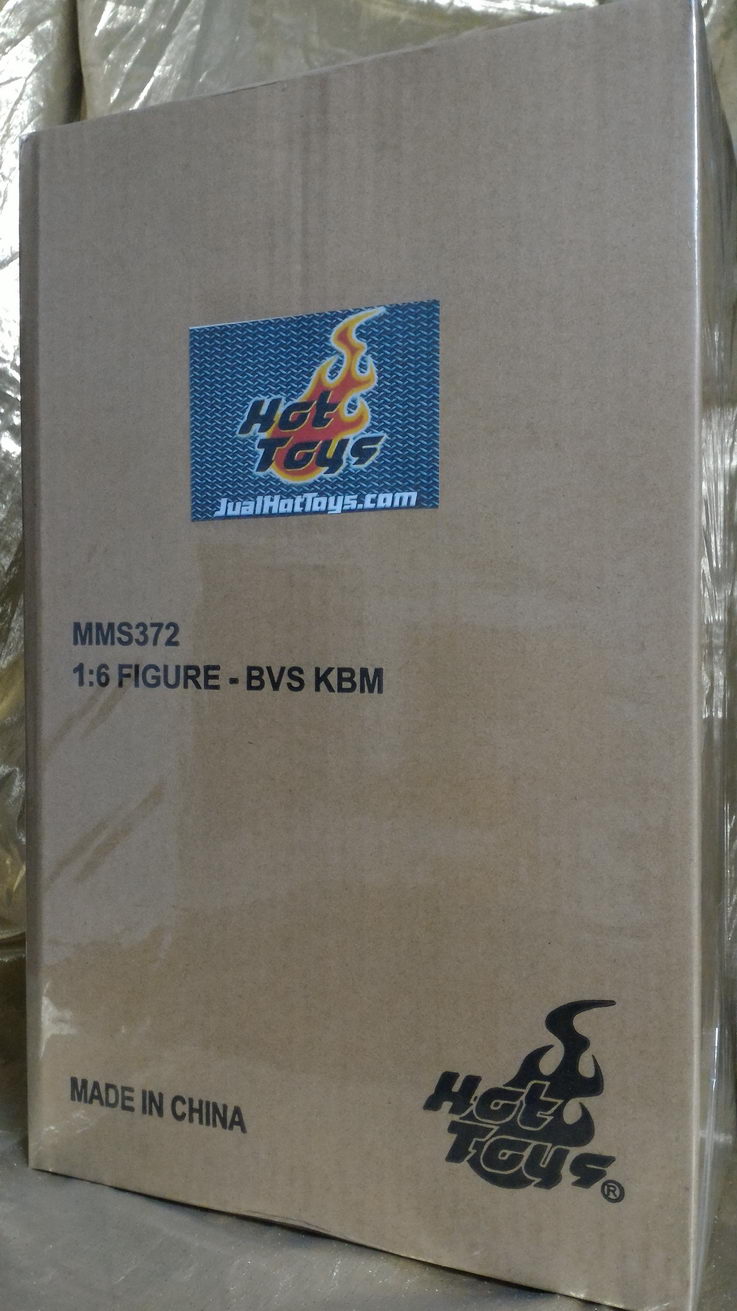 Hot
Toys
JualHotToys.com
MMS372
1:6 FIGURE - BVS KBM
MADE IN CHINA
Hot
Toys®